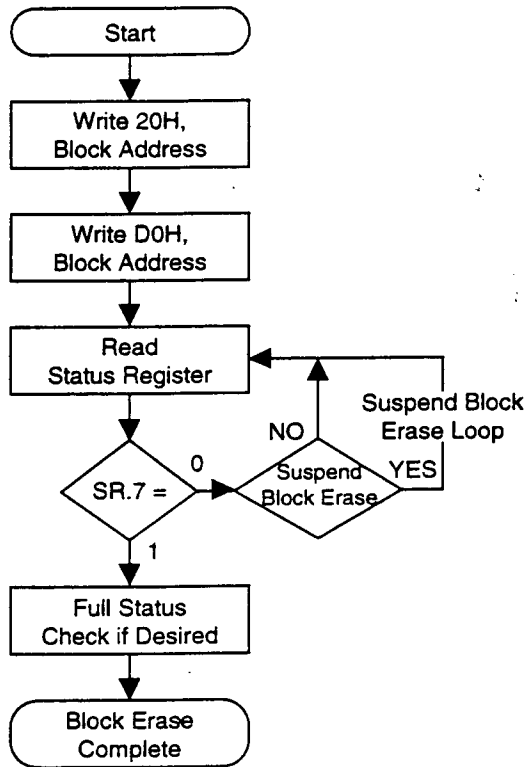 Start
Write 20H,
Block Address
Write D0H,
Block Address
Read
Status Register
Suspend Block
Erase Loop
NO
YES
0
SR.7 =
Suspend
Block Erase
1
Full Status
Check if Desired
Block Erase
Complete